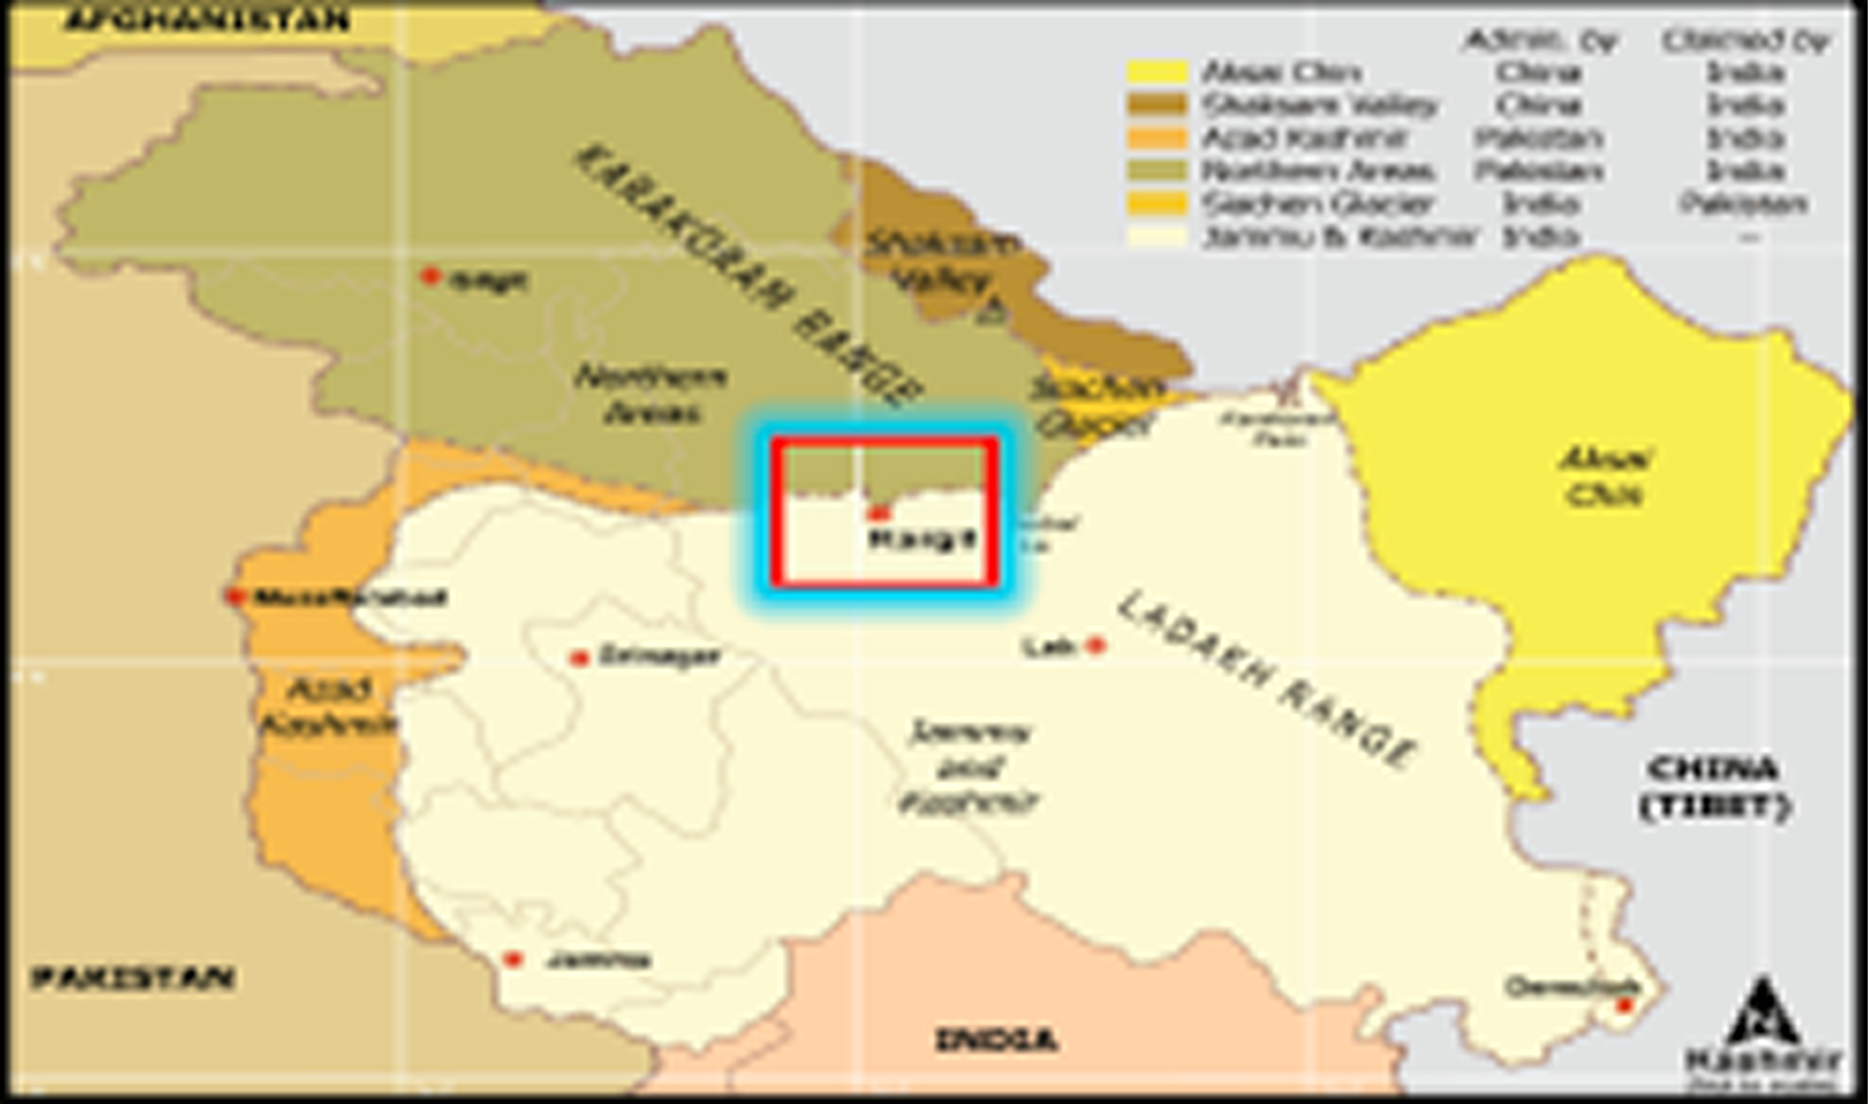 AFGHANISTAN
Admin. by Claimed by
Aksai Chin China India
Shaksam Valley China India
Azad Kashmir Pakistan India
Northern Areas Pakistan India
Siachen Glacier India Pakistan
Jammu & Kashmir India –
KARAKORAM RANGE
Shaksam
Valley
Gilgit
Northern
Areas
Siachen
Glacier
Karakoram
Pass
Aksai
Chin
Kargil
Muzaffarabad
Srinagar
Leh
LADAKH RANGE
Azad
Kashmir
Jammu
and
Kashmir
CHINA
(TIBET)
Jammu
PAKISTAN
Demchok
INDIA
Kashmir